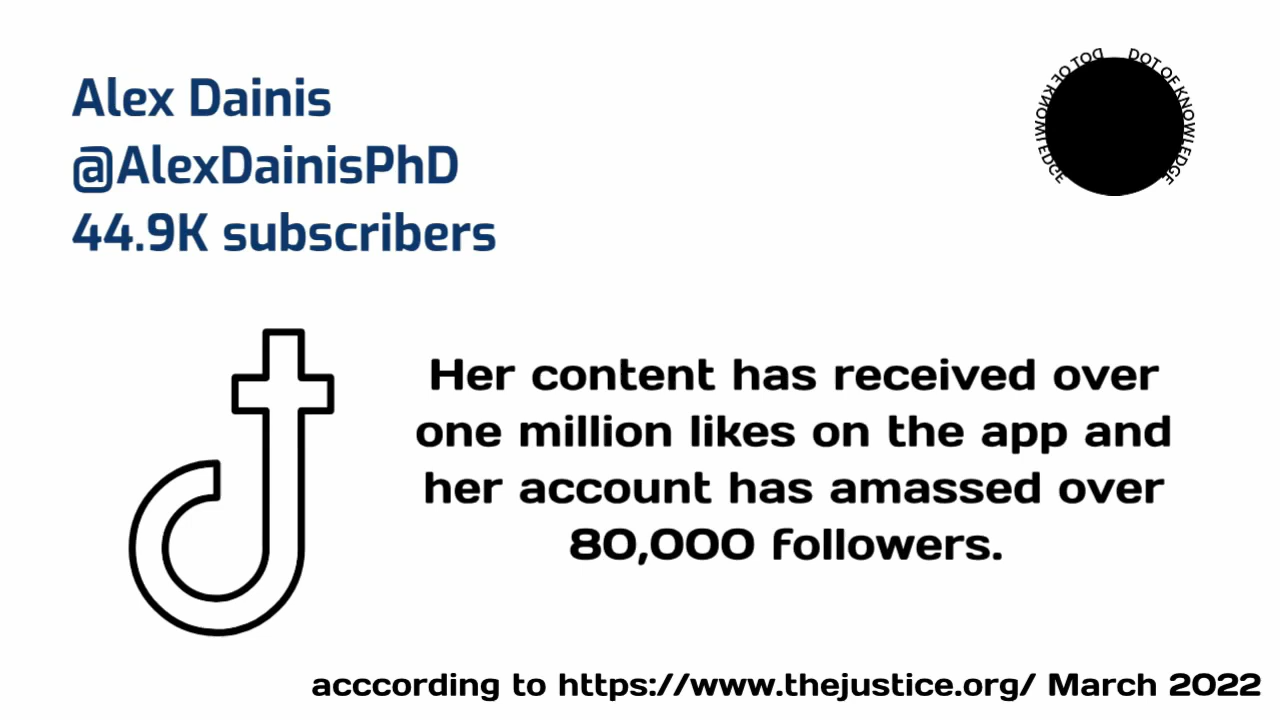 Alex Dainis
@AlexDainisPhD
44.9K subscribers
DOT OF KNOWLEDGE
DOT OF KNOWLEDGE
Her content has received over
one million likes on the app and
her account has amassed over
80,000 followers.
acccording to https://www.thejustice.org/ March 2022